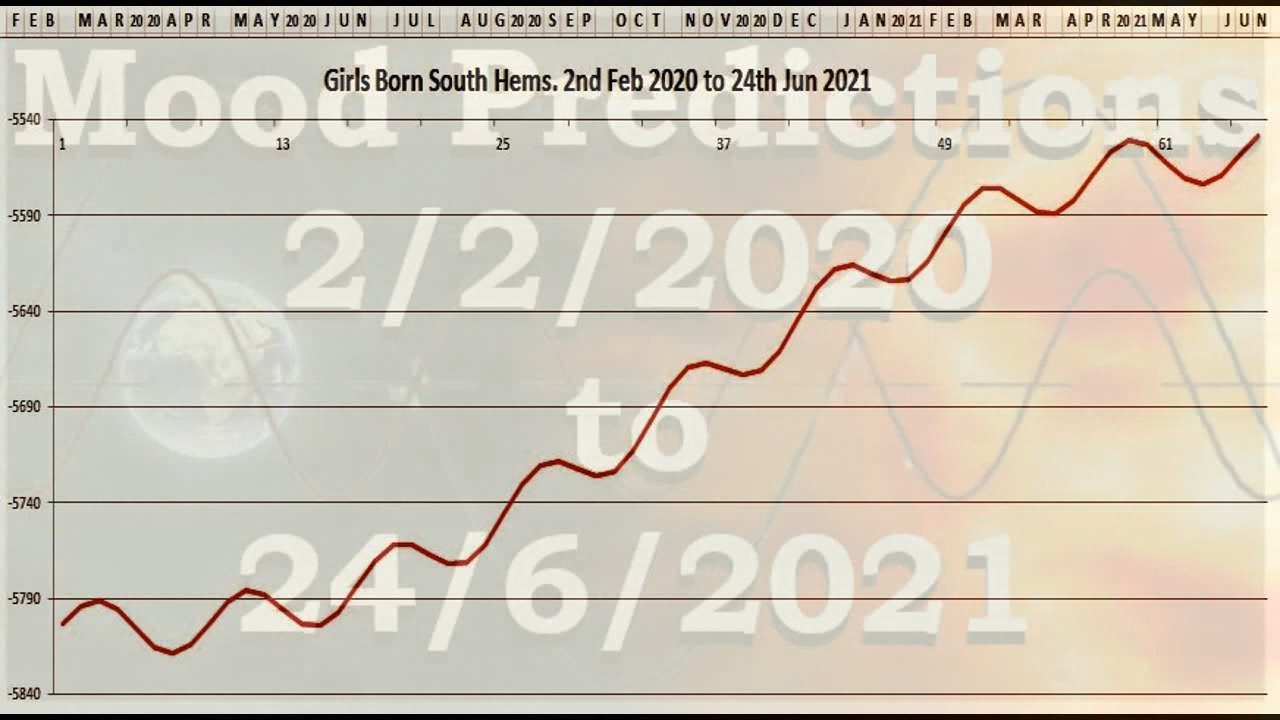 FEB MAR 2020 APR MAY 2020 JUN JUL AUG 2020 SEP OCT NOV 2020 DEC JAN 2021 FEB MAR APR 2021 MAY JUN
Mood Predictions
Girls Born South Hems. 2nd Feb 2020 to 24th Jun 2021
-5540
1 13 25 37 49 61
-5590
2/2/2020
-5640
-5690
to
-5740
24/6/2021
-5790
-5840